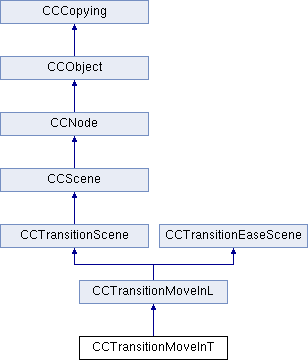 CCCopying
CCObject
CCNode
CCScene
CCTransitionScene
CCTransitionEaseScene
CCTransitionMoveInL
CCTransitionMoveInT